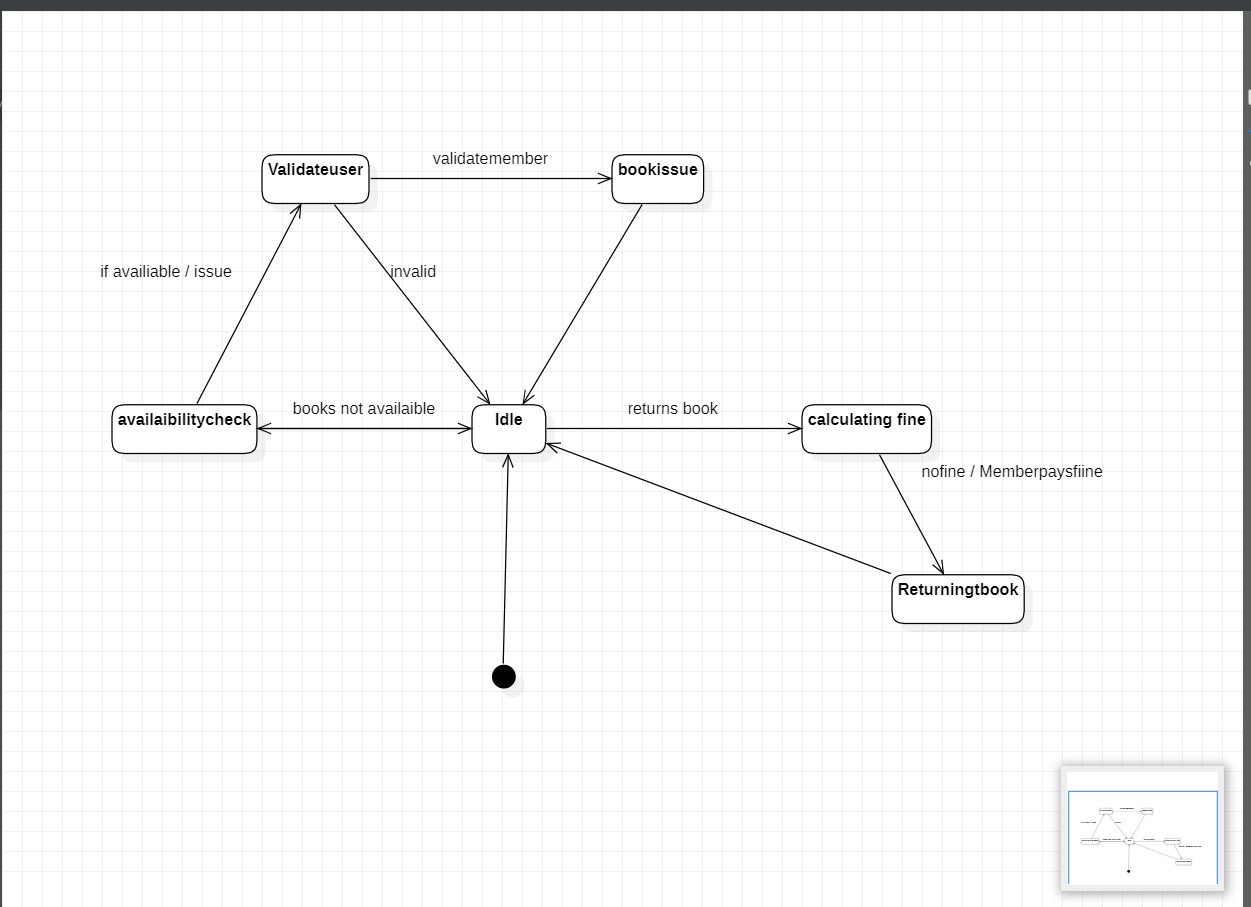 validatemember
Validateuser
bookissue
if availiable / issue
invalid
availaibilitycheck
books not availaible
Idle
returns book
calculating fine
nofine / Memberpaysfiine
Returningtbook